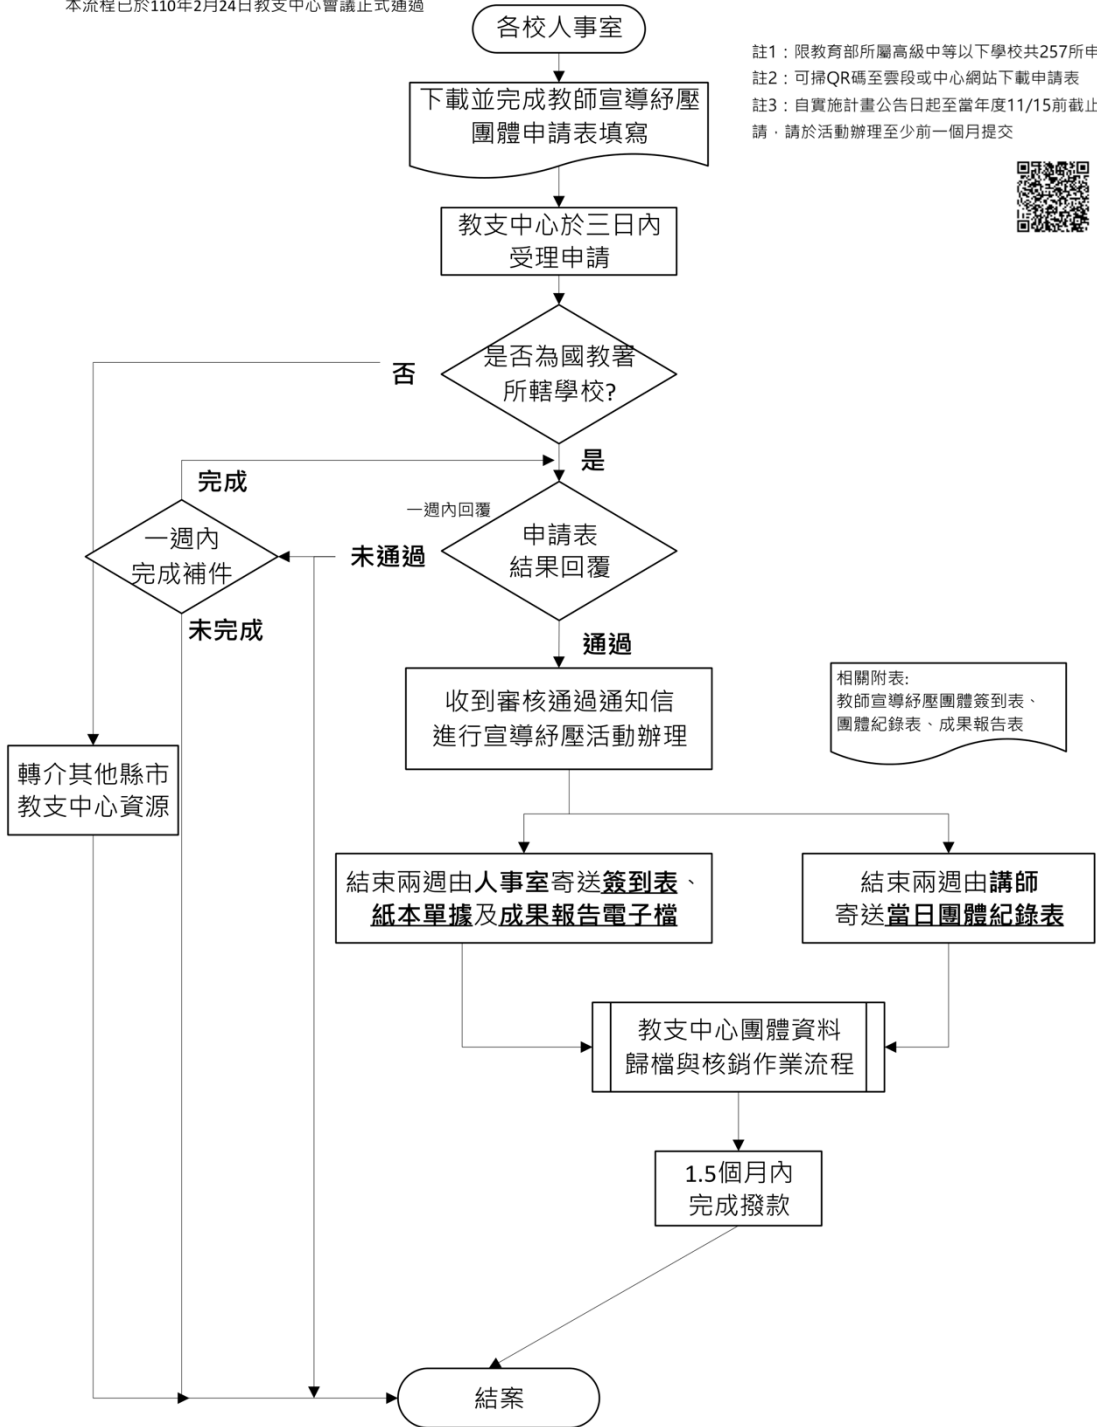 本流程已於110年2月24日教支中心會議正式通過
各校人事室
註1：限教育部所屬高級中等以下學校共257所申
註2：可掃QR碼至雲段或中心網站下載申請表
註3：自實施計畫公告日起至當年度11/15前截止
請，請於活動辦理至少前一個月提交
下載並完成教師宣導紓壓
團體申請表填寫
教支中心於三日內
受理申請
是否為國教署
所轄學校?
否
是
完成
一週內回覆
申請表
結果回覆
一週內
完成補件
未通過
未完成
通過
收到審核通過通知信
進行宣導紓壓活動辦理
相關附表:
教師宣導紓壓團體簽到表、
團體紀錄表、成果報告表
轉介其他縣市
教支中心資源
結束兩週由人事室寄送簽到表、
紙本單據及成果報告電子檔
結束兩週由講師
寄送當日團體紀錄表
教支中心團體資料
歸檔與核銷作業流程
1.5個月內
完成撥款
結案